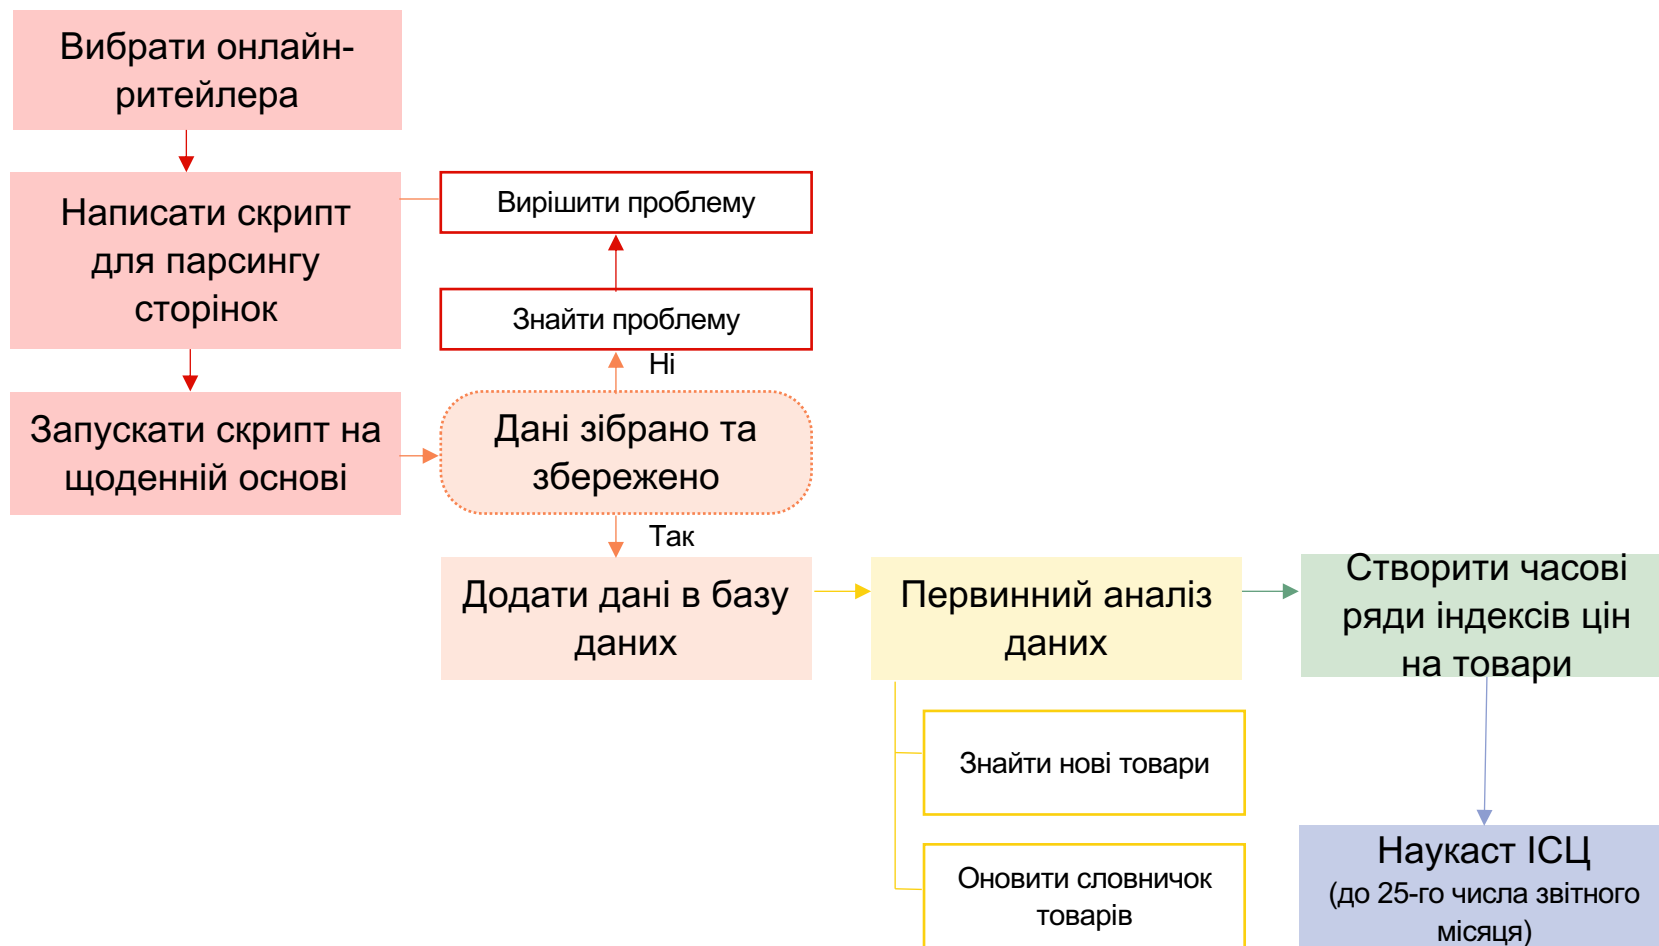 Вибрати онлайн-
ритейлера
Написати скрипт
для парсингу
сторінок
Вирішити проблему
Знайти проблему
Ні
Запускати скрипт на
щоденній основі
Дані зібрано та
збережено
Так
Додати дані в базу
даних
Первинний аналіз
даних
Створити часові
ряди індексів цін
на товари
Знайти нові товари
Оновити словничок
товарів
Наукаст ІСЦ
(до 25-го числа звітного
місяця)